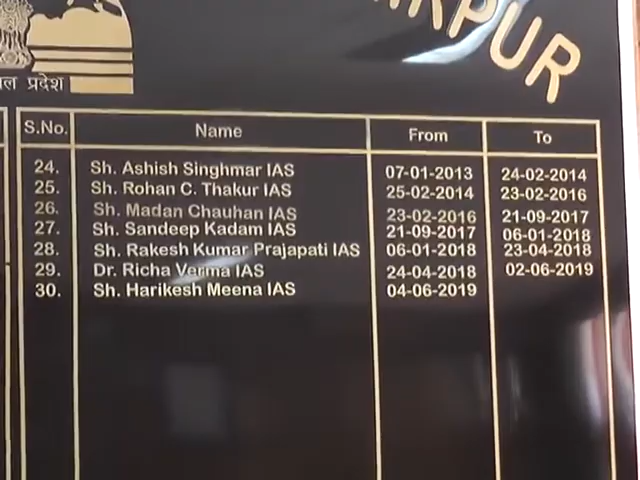 ल प्रदेश
RPUR
S.No. Name From To
24. Sh. Ashish Singhmar IAS 07-01-2013 24-02-2014
25. Sh. Rohan C. Thakur IAS 25-02-2014 23-02-2016
26. Sh. Madan Chauhan IAS 23-02-2016 21-09-2017
27. Sh. Sandeep Kadam IAS 21-09-2017 06-01-2018
28. Sh. Rakesh Kumar Prajapati IAS 06-01-2018 23-04-2018
29. Dr. Richa Verma IAS 24-04-2018 02-06-2019
30. Sh. Harikesh Meena IAS 04-06-2019